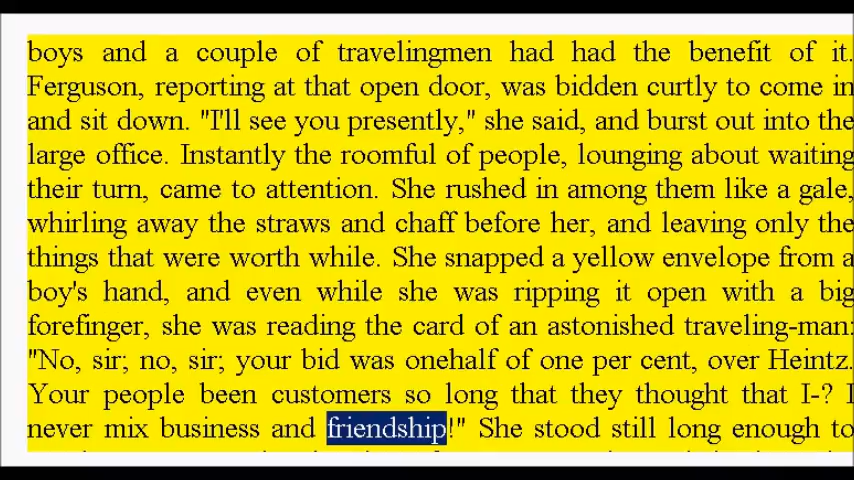 boys and a couple of travelingmen had had the benefit of it.
Ferguson, reporting at that open door, was bidden curtly to come in
and sit down. "I'll see you presently," she said, and burst out into the
large office. Instantly the roomful of people, lounging about waiting
their turn, came to attention. She rushed in among them like a gale,
whirling away the straws and chaff before her, and leaving only the
things that were worth while. She snapped a yellow envelope from a
boy's hand, and even while she was ripping it open with a big
forefinger, she was reading the card of an astonished traveling-man:
"No, sir; no, sir; your bid was onehalf of one per cent, over Heintz.
Your people been customers so long that they thought that I-? I
never mix business and friendship!" She stood still long enough to